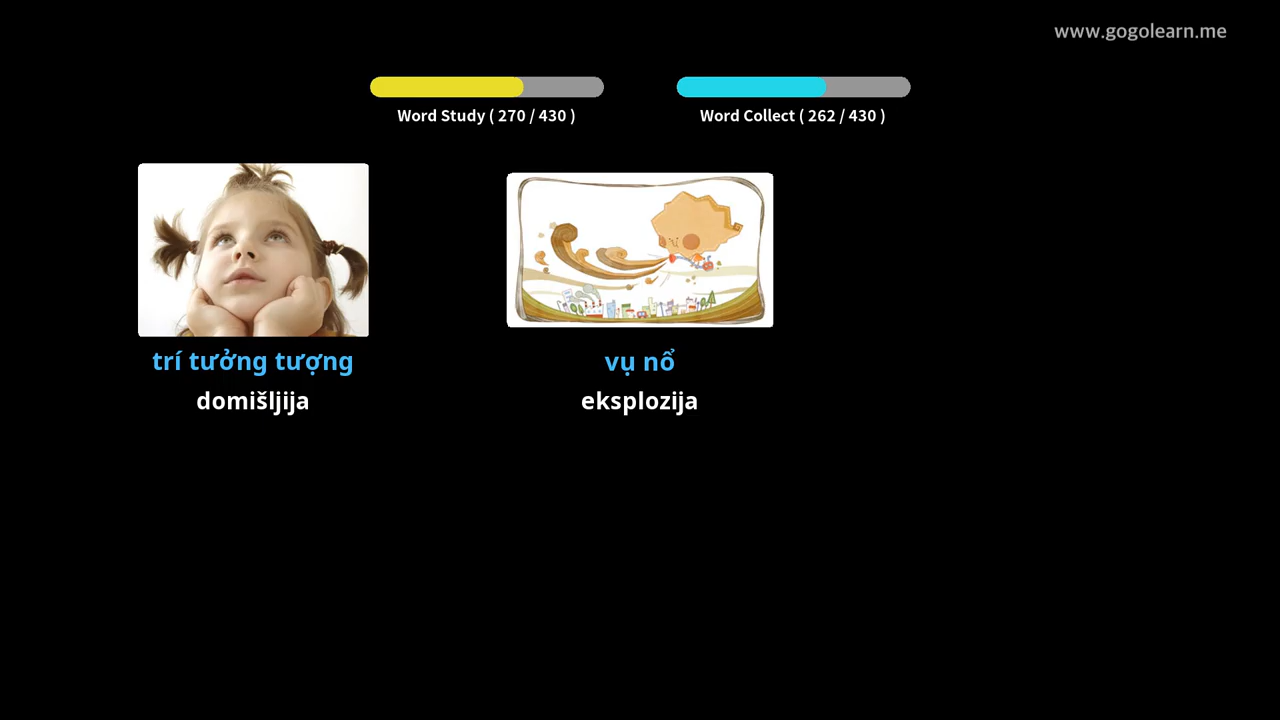 www.gogolearn.me
Word Study ( 270 / 430 )
Word Collect ( 262 / 430 )
trí tưởng tượng
domišljija
vụ nổ
eksplozija